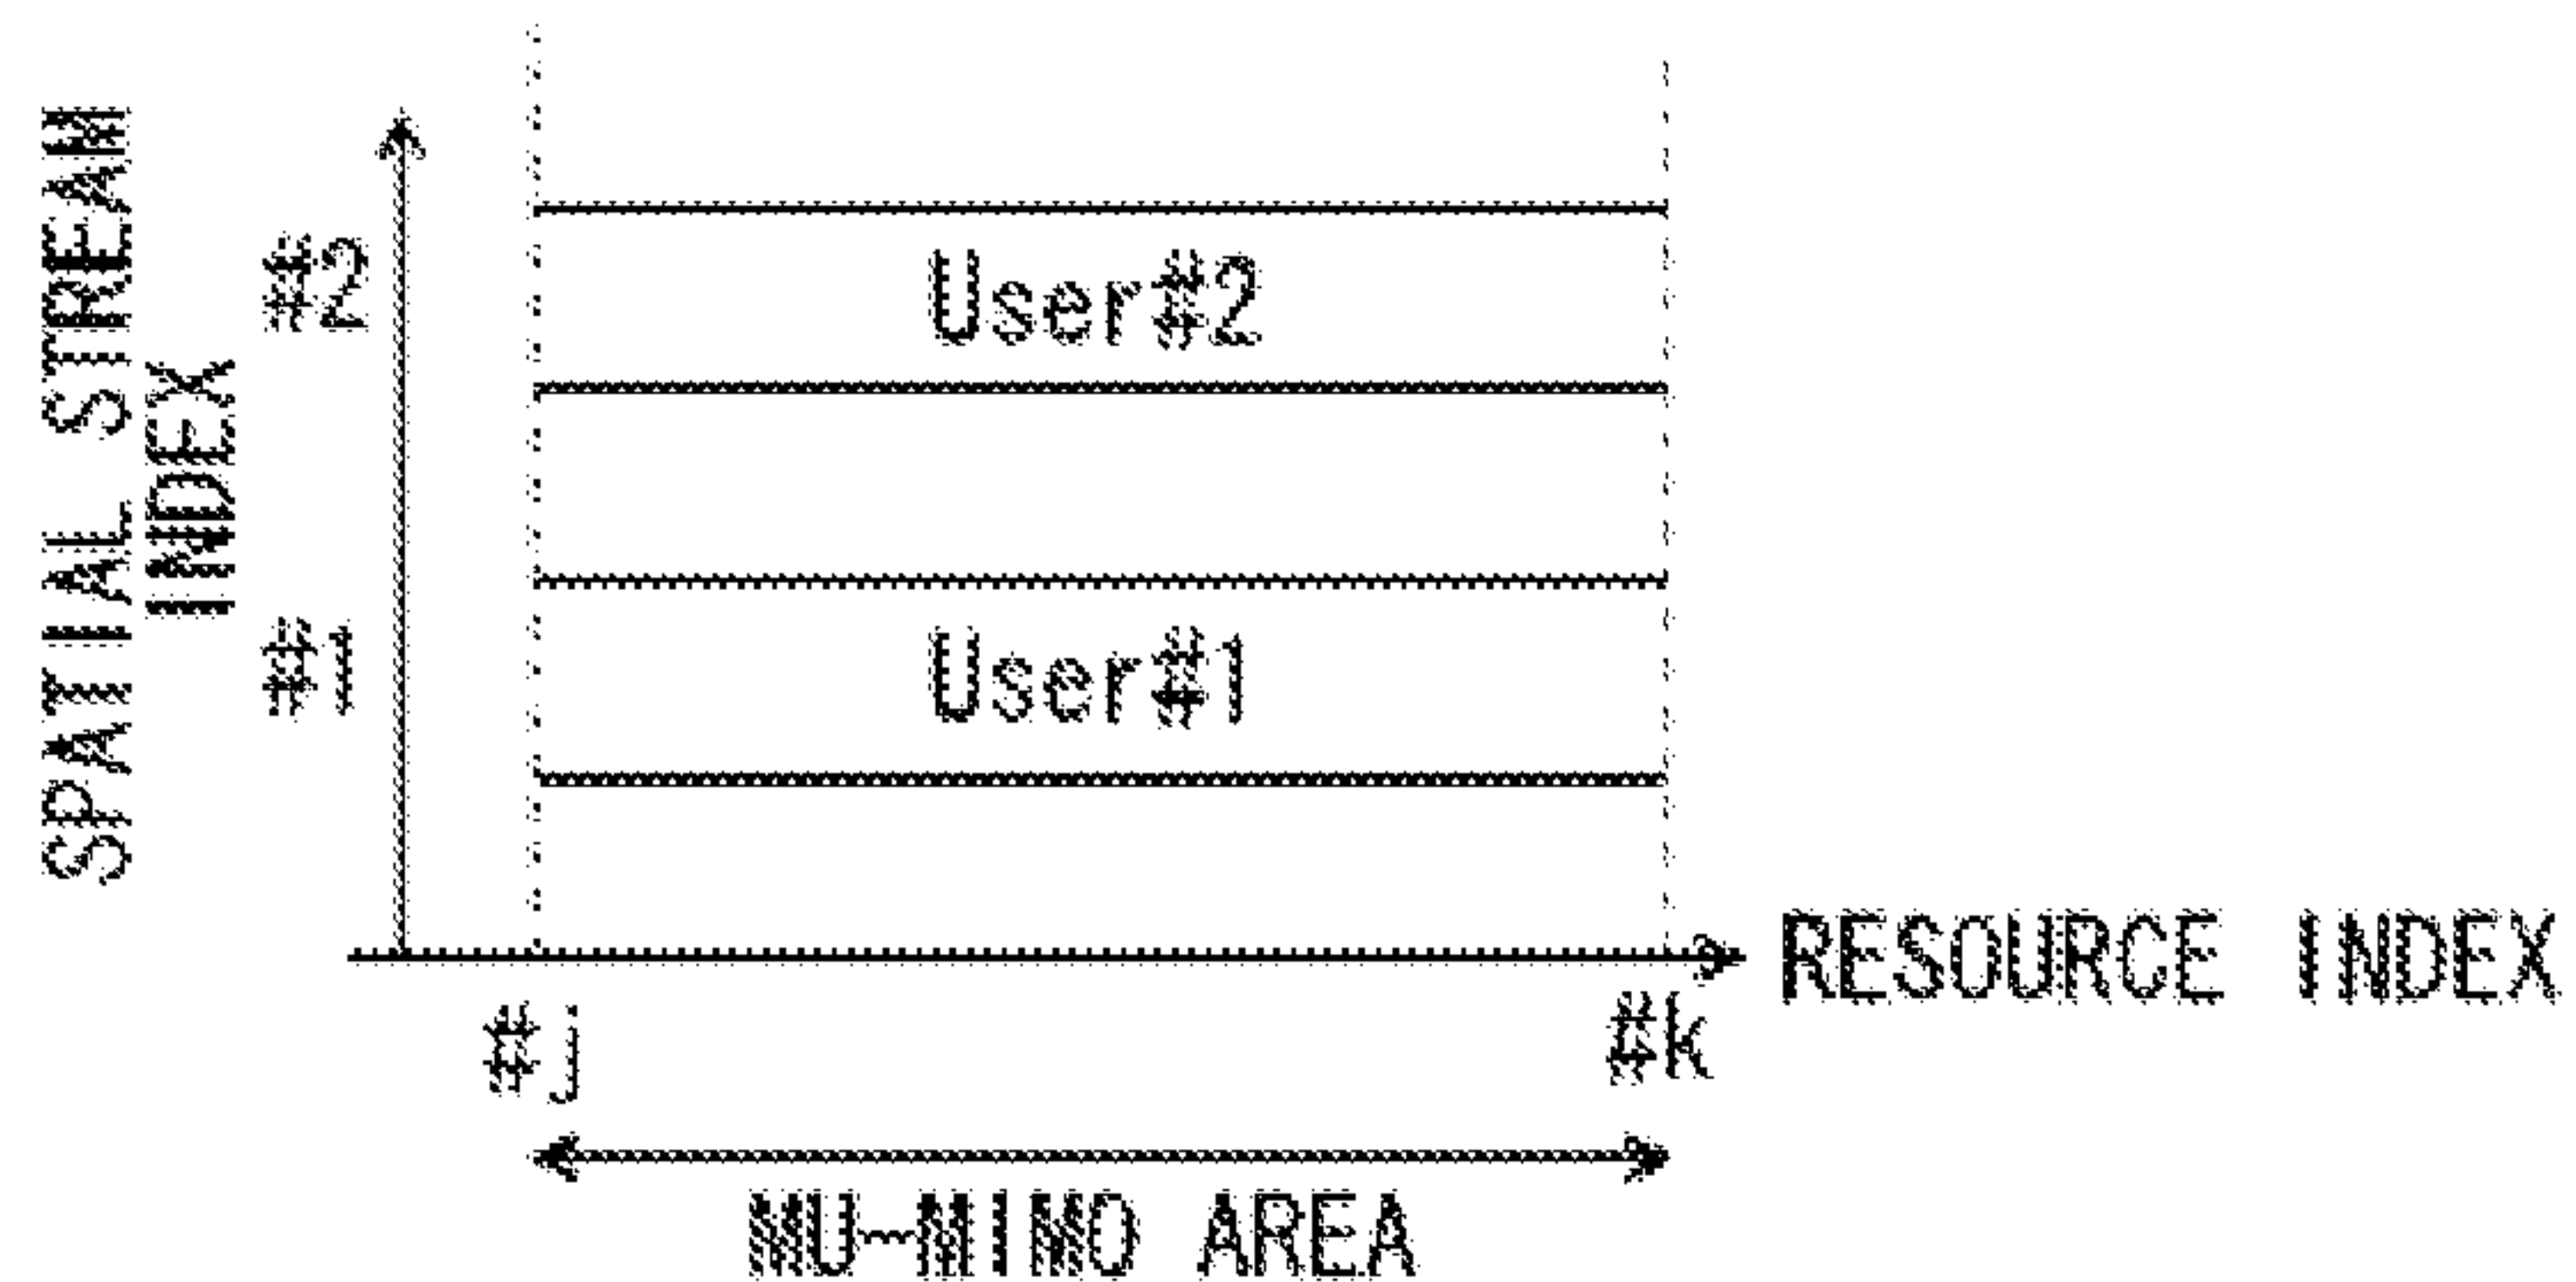 SPATIAL STREAM
INDEX
#2
User#2
#1
User#1
RESOURCE INDEX
#j
#k
MU-MIMO AREA